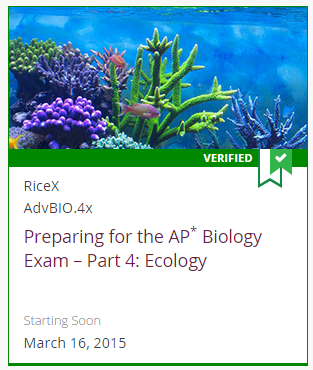 VERIFIED
RiceX
AdvBIO.4x
Preparing for the AP* Biology
Exam – Part 4: Ecology
Starting Soon
March 16, 2015